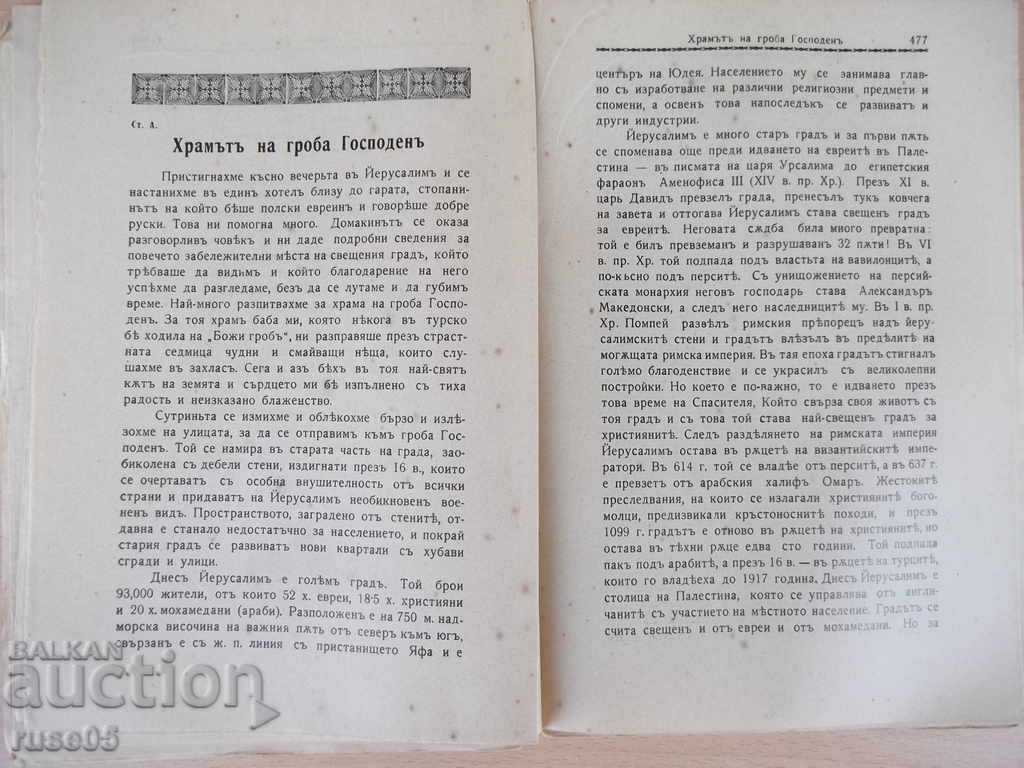 Ст. А.
Храмътъ на гроба Господенъ
Пристигнахме късно вечерьта въ Йерусалимъ и се
настанихме въ единъ хотелъ близу до гарата, стопани-
нътъ на който бѣше полски евреинъ и говорѣше добре
руски. Това ни помогна много. Домакинътъ се оказа
разговорливъ човѣкъ и ни даде подробни сведения за
повечето забележителни мѣста на свещения градъ, който
трѣбваше да видимъ и който благодарение на него
успѣхме да разгледаме, безъ да се лутаме и да губимъ
време. Най-много разпитвахме за храма на гроба Госпо-
денъ. За тоя храмъ баба ми, която нѣкога въ турско
бѣ ходила на „Божи гробъ“, ни разправяше презъ страст-
ната седмица чудни и смайващи нѣща, които слу-
шахме въ захласъ. Сега и азъ бѣхъ въ тоя най-святъ
кѫтъ на земята и сърдцето ми бѣ изпълнено съ тиха
радость и неизказано блаженство.
Сутриньта се измихме и облѣкохме бързо и излѣ-
зохме на улицата, за да се отправимъ къмъ гроба Гос-
поденъ. Той се намира въ старата часть на града, зао-
биколена съ дебели стени, издигнати презъ 16 в., които
се очертаватъ съ особна внушителность отъ всички
страни и придаватъ на Йерусалимъ необикновенъ вое-
ненъ видъ. Пространството, заградено отъ стенитѣ, от-
давна е станало недостатъчно за населението, и покрай
стария градъ се развиватъ нови квартали съ хубави
сгради и улици.
Днесъ Йерусалимъ е голѣмъ градъ. Той брои
93,000 жители, отъ които 52 х. евреи, 18·5 х. християни
и 20 х. мохамедани (араби). Разположенъ е на 750 м. над-
морска височина на важния пѫть отъ северъ къмъ югъ,
свързанъ е съ ж. п. линия съ пристанището Яфа и е
Храмътъ на гроба Господенъ 477
центъръ на Юдея. Населението му се занимава глав-
но съ изработване на различни религиозни предмети и
спомени, а освенъ това напоследъкъ се развиватъ и
други индустрии.
Йерусалимъ е много старъ градъ и за първи пѫть
се споменава още преди идването на евреитѣ въ Пале-
стина — въ писмата на царя Урсалима до египетския
фараонъ Аменофиса III (XIV в. пр. Хр.). Презъ XI в.
царь Давидъ превзелъ града, пренесълъ тукъ ковчега
на завета и оттогава Йерусалимъ става свещенъ градъ
за евреитѣ. Неговата сѫдба била много превратна:
той е билъ превземанъ и разрушаванъ 32 пѫти! Въ VI
в. пр. Хр. той подпада подъ властьта на вавилонцитѣ, а
по-късно подъ перситѣ. Съ унищожението на персий-
ската монархия неговъ господарь става Александъръ
Македонски, а следъ него наследницитѣ му. Въ I в. пр.
Хр. Помпей развѣлъ римския прѣпорецъ надъ йеру-
салимскитѣ стени и градътъ влѣзълъ въ предѣлитѣ на
могѫщата римска империя. Въ тая епоха градътъ стигналъ
голѣмо благоденствие и се украсилъ съ великолепни
постройки. Но което е по-важно, то е идването презъ
това време на Спасителя, Който свърза своя животъ съ
тоя градъ и съ това той става най-свещенъ градъ за
християнитѣ. Следъ раздѣлянето на римската империя
Йерусалимъ остава въ рѫцетѣ на византийскитѣ импе-
ратори. Въ 614 г. той се владѣе отъ перситѣ, а въ 637 г.
е превзетъ отъ арабския халифъ Омаръ. Жестокитѣ
преследвания, на които се излагали християнитѣ бого-
молци, предизвикали кръстоноснитѣ походи, и презъ
1099 г. градътъ е отново въ рѫцетѣ на християнитѣ, но
остава въ тѣхни рѫце едва сто години. Той подпада
пакъ подъ арабитѣ, а презъ 16 в. — въ рѫцетѣ на турцитѣ,
които го владѣеха до 1917 година. Днесъ Йерусалимъ е
столица на Палестина, която се управлява отъ англи-
чанитѣ съ участието на мѣстното население. Градътъ се
счита свещенъ и отъ евреи и отъ мохамедани. Но за
BALKAN
auction
ruse05